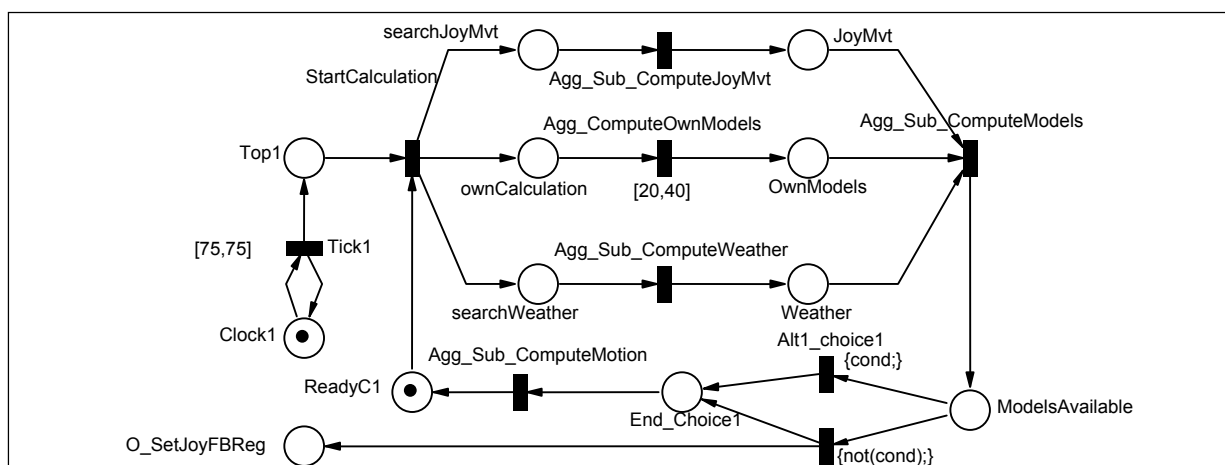 searchJoyMvt
JoyMvt
StartCalculation
Agg_Sub_ComputeJoyMvt
Agg_ComputeOwnModels
Agg_Sub_ComputeModels
Top1
ownCalculation
[20,40]
OwnModels
[75,75]
Tick1
Agg_Sub_ComputeWeather
searchWeather
Weather
Clock1
Alt1_choice1
Agg_Sub_ComputeMotion
{cond;}
ReadyC1
ModelsAvailable
End_Choice1
O_SetJoyFBReg
{not(cond);}